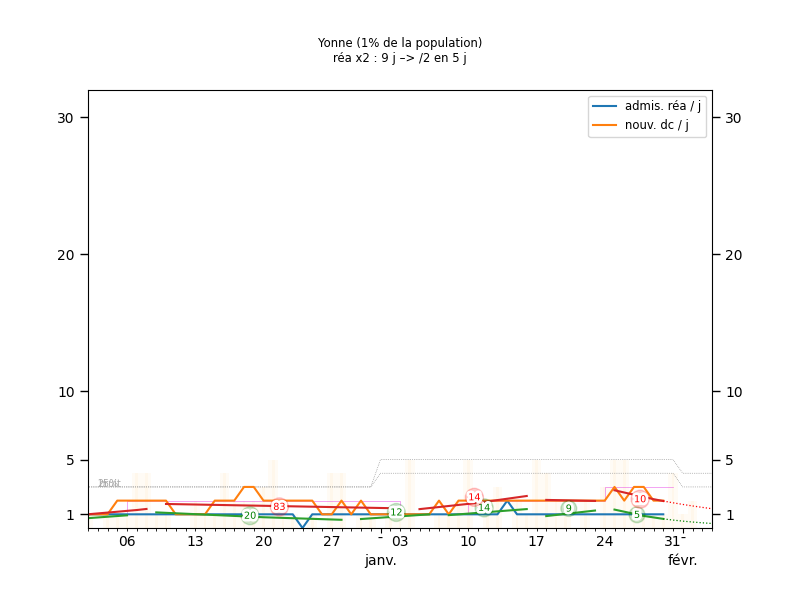 Yonne (1% de la population)
réa x2 : 9 j –> /2 en 5 j
admis. réa / j
nouv. dc / j
30 30
20 20
10 10
5 5
1 1
14
83
10
20
12
14
9
5
06 13 20 27 - 03 10 17 24 31-
janv. févr.